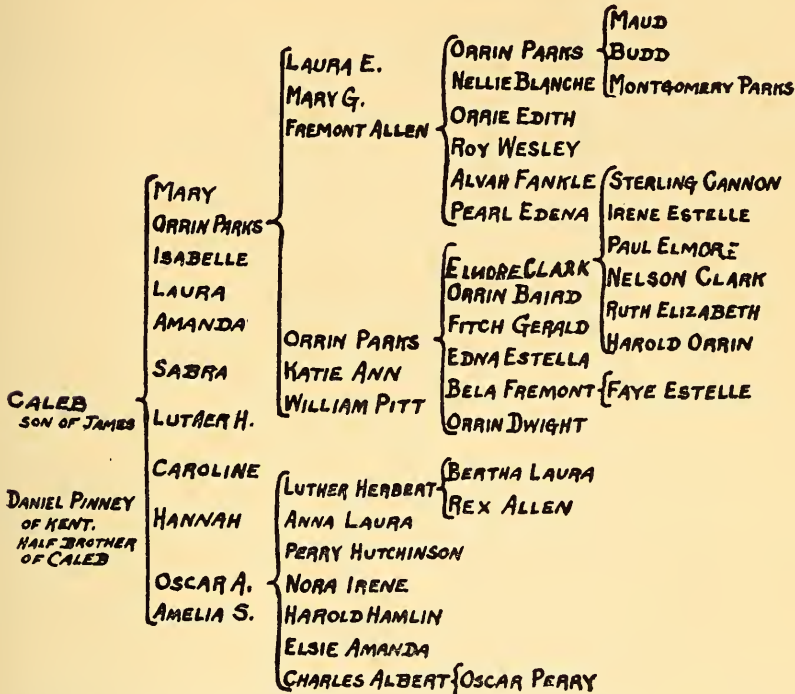 CALEB
SON OF JAMES
DANIEL PINNEY
OF KENT.
HALF BROTHER
OF CALEB
MARY
ORRIN PARKS
ISABELLE
LAURA
AMANDA
SABRA
LUTHER H.
CAROLINE
HANNAH
OSCAR A.
AMELIA S.
LAURA E.
MARY G.
FREMONT ALLEN
ORRIN PARKS
KATIE ANN
WILLIAM PITT
LUTHER HERBERT
ANNA LAURA
PERRY HUTCHINSON
NORA IRENE
HAROLD HAMLIN
ELSIE AMANDA
CHARLES ALBERT
ORRIN PARKS
NELLIE BLANCHE
ORRIE EDITH
ROY WESLEY
ALVAH FANKLE
PEARL EDENA
ELMORE CLARK
ORRIN BAIRD
FITCH GERALD
EDNA ESTELLA
BELA FREMONT
ORRIN DWIGHT
BERTHA LAURA
REX ALLEN
OSCAR PERRY
MAUD
BUDD
MONTGOMERY PARKS
STERLING CANNON
IRENE ESTELLE
PAUL ELMORE
NELSON CLARK
RUTH ELIZABETH
HAROLD ORRIN
FAYE ESTELLE